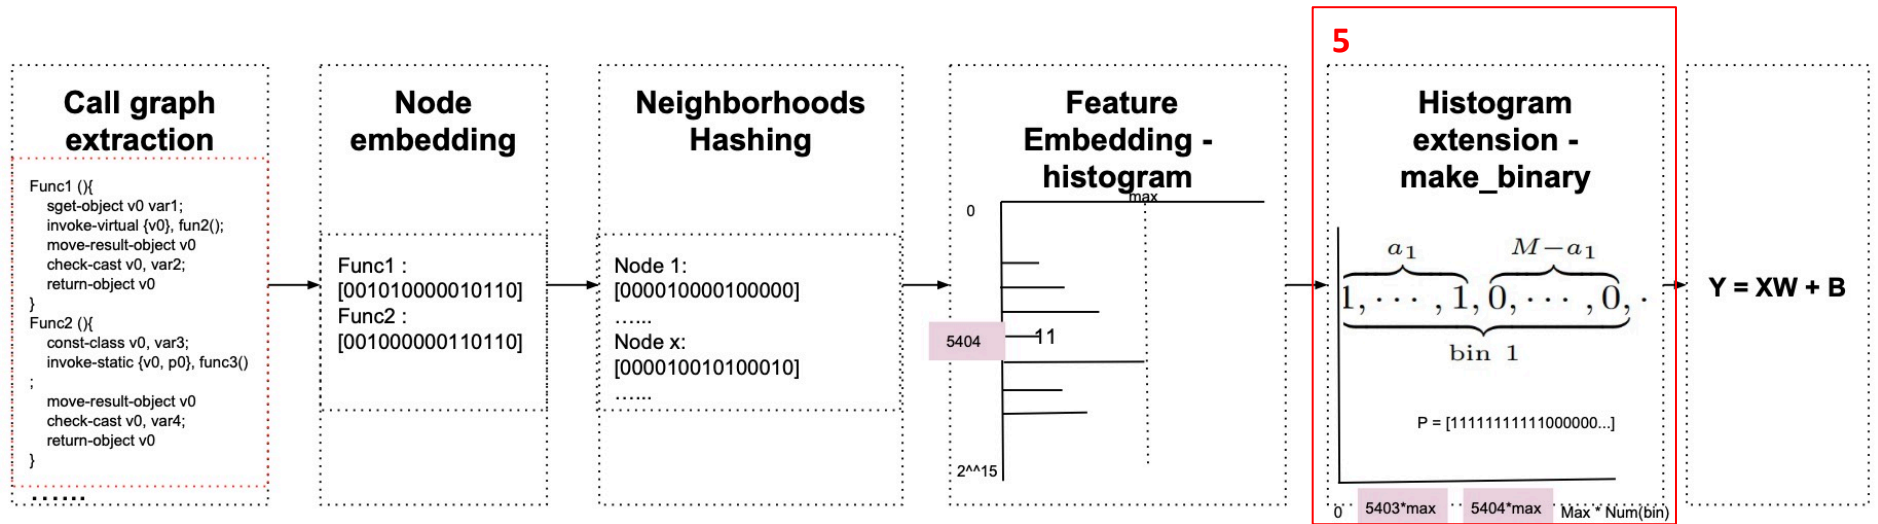 5
Call graph
extraction
Func1 (){
sget-object v0 var1;
invoke-virtual {v0}, fun2();
move-result-object v0
check-cast v0, var2;
return-object v0
}
Func2 (){
const-class v0, var3;
invoke-static {v0, p0}, func3()
;
move-result-object v0
check-cast v0, var4;
return-object v0
}
......
Node
embedding
Func1 :
[001010000010110]
Func2 :
[001000000110110]
Neighborhoods
Hashing
Node 1:
[000010000100000]
......
Node x:
[000010010100010]
......
Feature
Embedding -
histogram
max
0
5404
11
2^^15
Histogram
extension -
make_binary
a₁ M−a₁
1, ··· , 1, 0, ··· , 0, ·
bin 1
P = [11111111111000000...]
0 5403*max 5404*max Max * Num(bin)
Y = XW + B